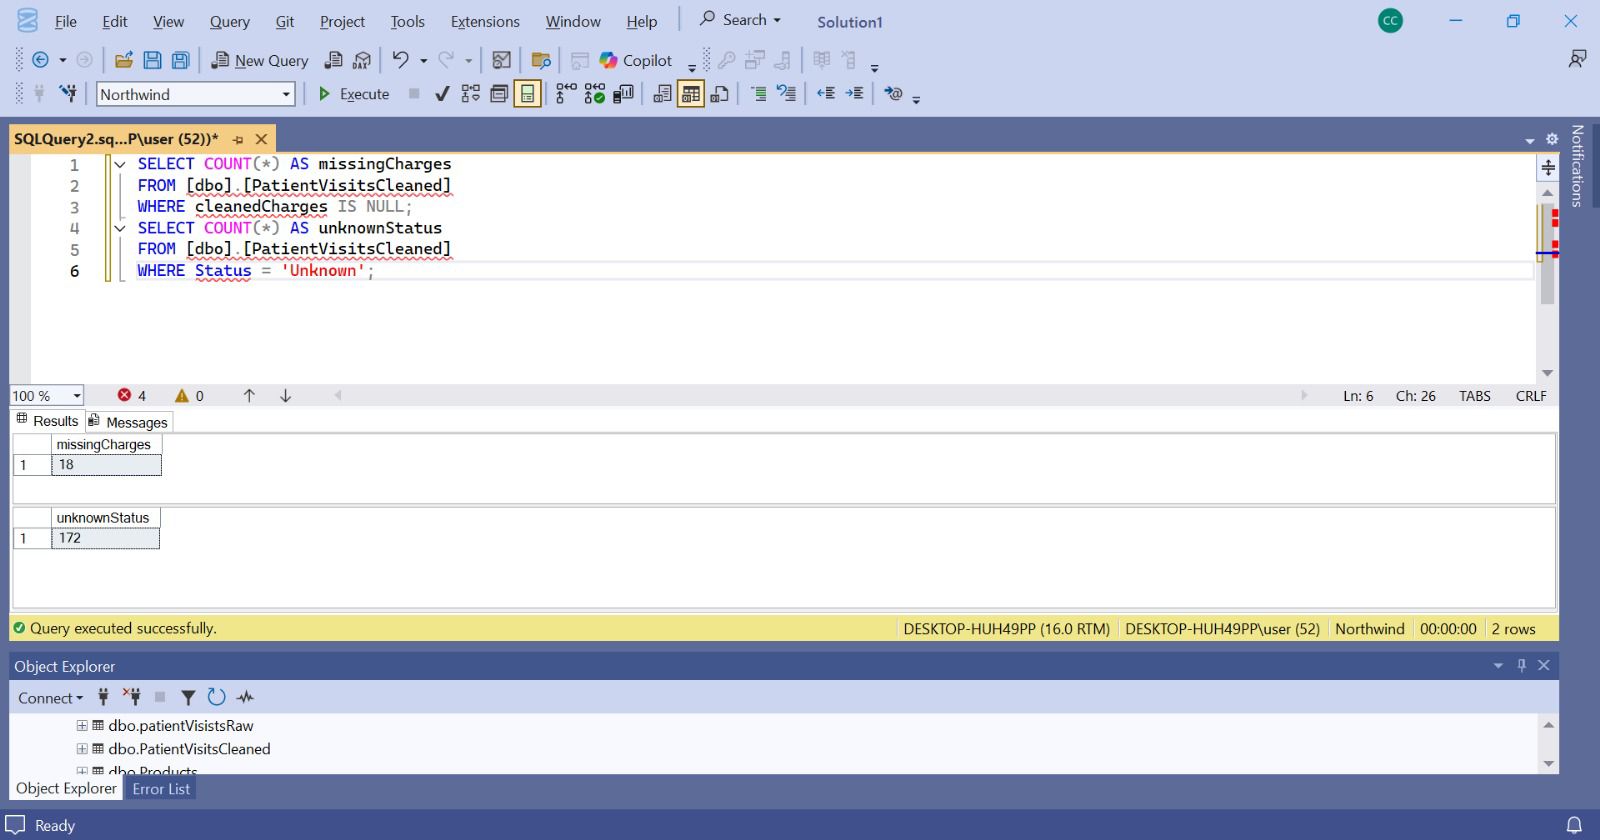 File Edit View Query Git Project Tools Extensions Window Help Search Solution1 CC
New Query DAX Copilot
Northwind Execute
SQLQuery2.sq...P\user (52))*
1 SELECT COUNT(*) AS missingCharges
2 FROM [dbo].[PatientVisitsCleaned]
3 WHERE cleanedCharges IS NULL;
4 SELECT COUNT(*) AS unknownStatus
5 FROM [dbo].[PatientVisitsCleaned]
6 WHERE Status = 'Unknown';
Notifications
100 % 4 0 Ln: 6 Ch: 26 TABS CRLF
Results Messages
missingCharges
1 18
unknownStatus
1 172
Query executed successfully. DESKTOP-HUH49PP (16.0 RTM) DESKTOP-HUH49PP\user (52) Northwind 00:00:00 2 rows
Object Explorer
Connect
dbo.patientVisistsRaw
dbo.PatientVisitsCleaned
dbo.Products
Object Explorer Error List
Ready